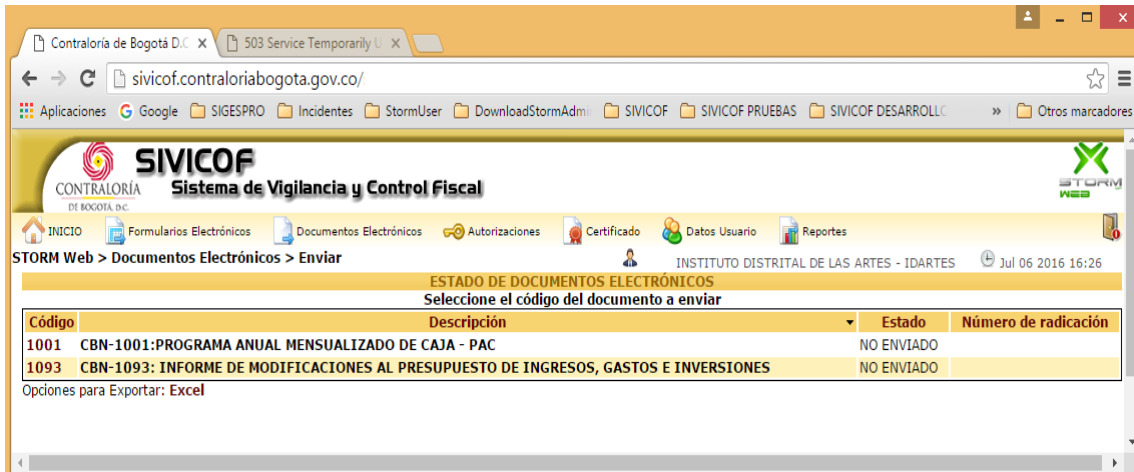 Contraloría de Bogotá D.C
503 Service Temporarily U
sivicof.contraloriabogota.gov.co/
Aplicaciones Google SIGESPRO Incidentes StormUser DownloadStormAdmi SIVICOF SIVICOF PRUEBAS SIVICOF DESARROLLO » Otros marcadores
SIVICOF
CONTRALORÍA
DE BOGOTÁ, D.C.
Sistema de Vigilancia y Control Fiscal
STORM
WEB
INICIO Formularios Electrónicos Documentos Electrónicos Autorizaciones Certificado Datos Usuario Reportes
STORM Web > Documentos Electrónicos > Enviar INSTITUTO DISTRITAL DE LAS ARTES - IDARTES Jul 06 2016 16:26
ESTADO DE DOCUMENTOS ELECTRÓNICOS
Seleccione el código del documento a enviar
Código Descripción Estado Número de radicación
1001 CBN-1001:PROGRAMA ANUAL MENSUALIZADO DE CAJA - PAC NO ENVIADO
1093 CBN-1093: INFORME DE MODIFICACIONES AL PRESUPUESTO DE INGRESOS, GASTOS E INVERSIONES NO ENVIADO
Opciones para Exportar: Excel